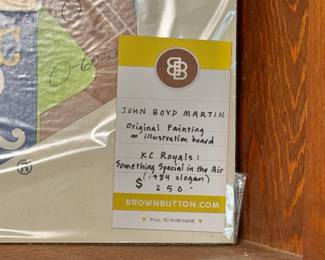 JOHN BOYD MARTIN
Original Painting
on illustration board
KC Royals:
Something Special in the Air
(1984 slogan)
$ 250-
BROWNBUTTON.COM
PULL TO PURCHASE
®